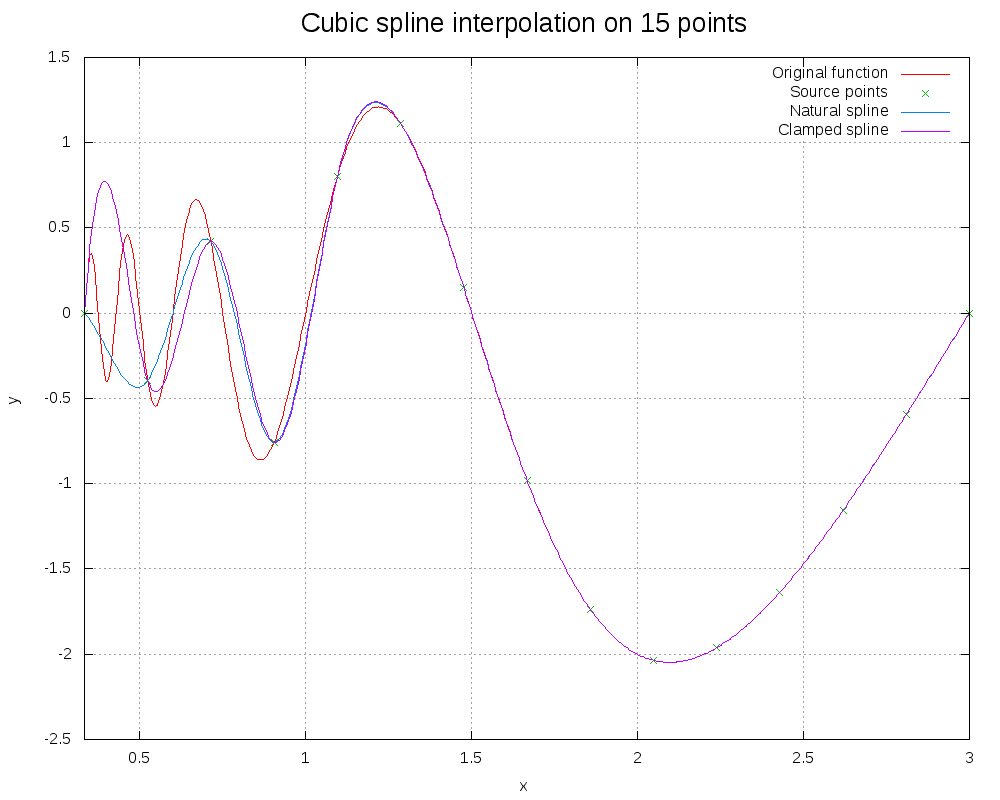 Cubic spline interpolation on 15 points
Original function
Source points
Natural spline
Clamped spline
1.5
1
0.5
0
-0.5
-1
-1.5
-2
-2.5
y
0.5
1
1.5
2
2.5
3
x